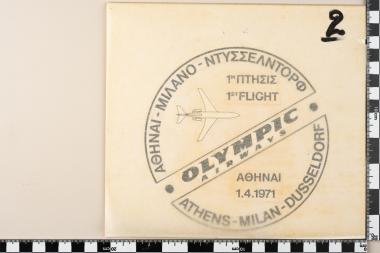 2
ΑΘΗΝΑΙ - ΜΙΛΑΝΟ - ΝΤΥΣΣΕΛΝΤΟΡΦ
1η ΠΤΗΣΙΣ
1ST FLIGHT
OLYMPIC
AIRWAYS
ΑΘΗΝΑΙ
1.4.1971
ATHENS - MILAN - DUSSELDORF